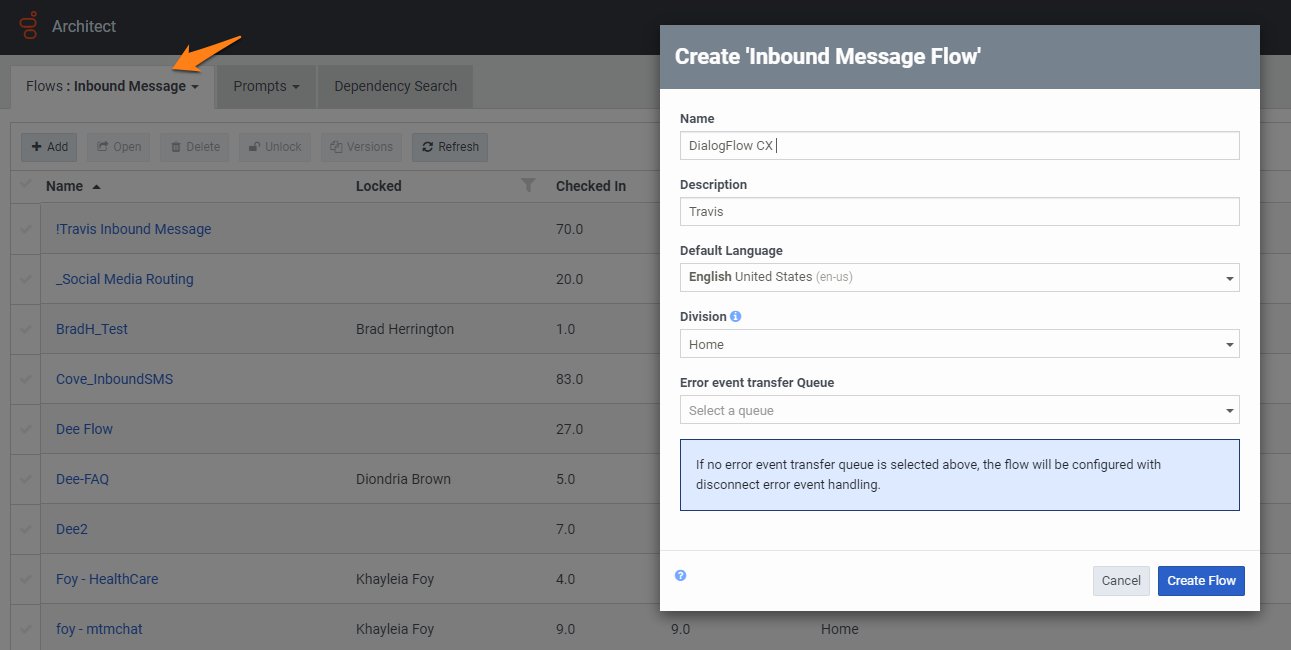 Architect
Flows : Inbound Message
Prompts
Dependency Search
Add
Open
Delete
Unlock
Versions
Refresh
Name
Locked
Checked In
!Travis Inbound Message
70.0
_Social Media Routing
20.0
BradH_Test
Brad Herrington
1.0
Cove_InboundSMS
83.0
Dee Flow
27.0
Dee-FAQ
Diondria Brown
5.0
Dee2
7.0
Foy - HealthCare
Khayleia Foy
4.0
foy - mtmchat
Khayleia Foy
9.0
9.0
Home
Create 'Inbound Message Flow'
Name
DialogFlow CX
Description
Travis
Default Language
English United States (en-us)
Division
Home
Error event transfer Queue
Select a queue
If no error event transfer queue is selected above, the flow will be configured with
disconnect error event handling.
Cancel
Create Flow